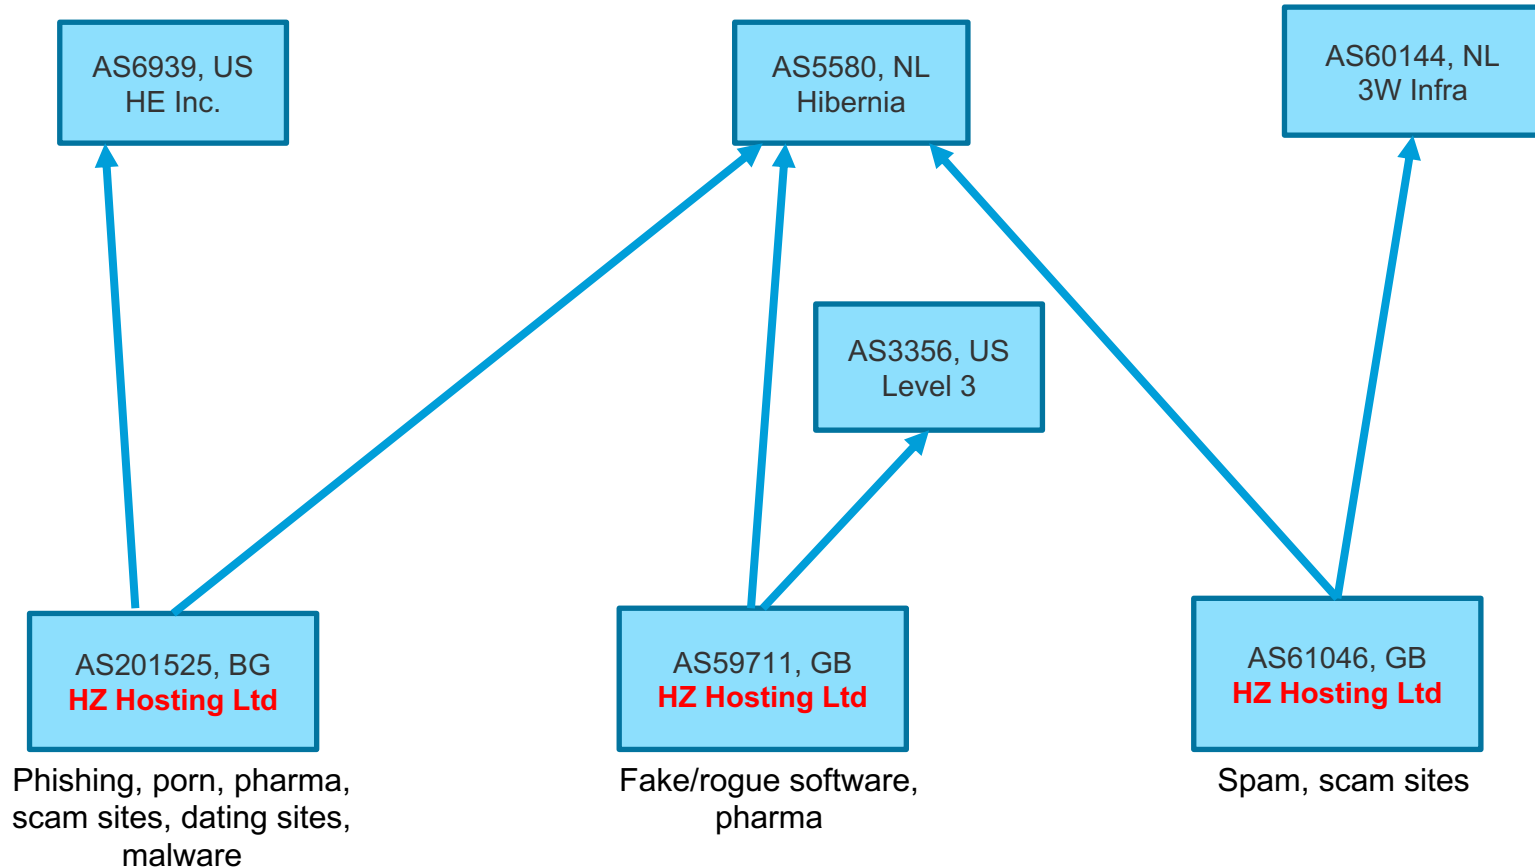 AS6939, US
HE Inc.
AS5580, NL
Hibernia
AS60144, NL
3W Infra
AS3356, US
Level 3
AS201525, BG
HZ Hosting Ltd
Phishing, porn, pharma,
scam sites, dating sites,
malware
AS59711, GB
HZ Hosting Ltd
Fake/rogue software,
pharma
AS61046, GB
HZ Hosting Ltd
Spam, scam sites